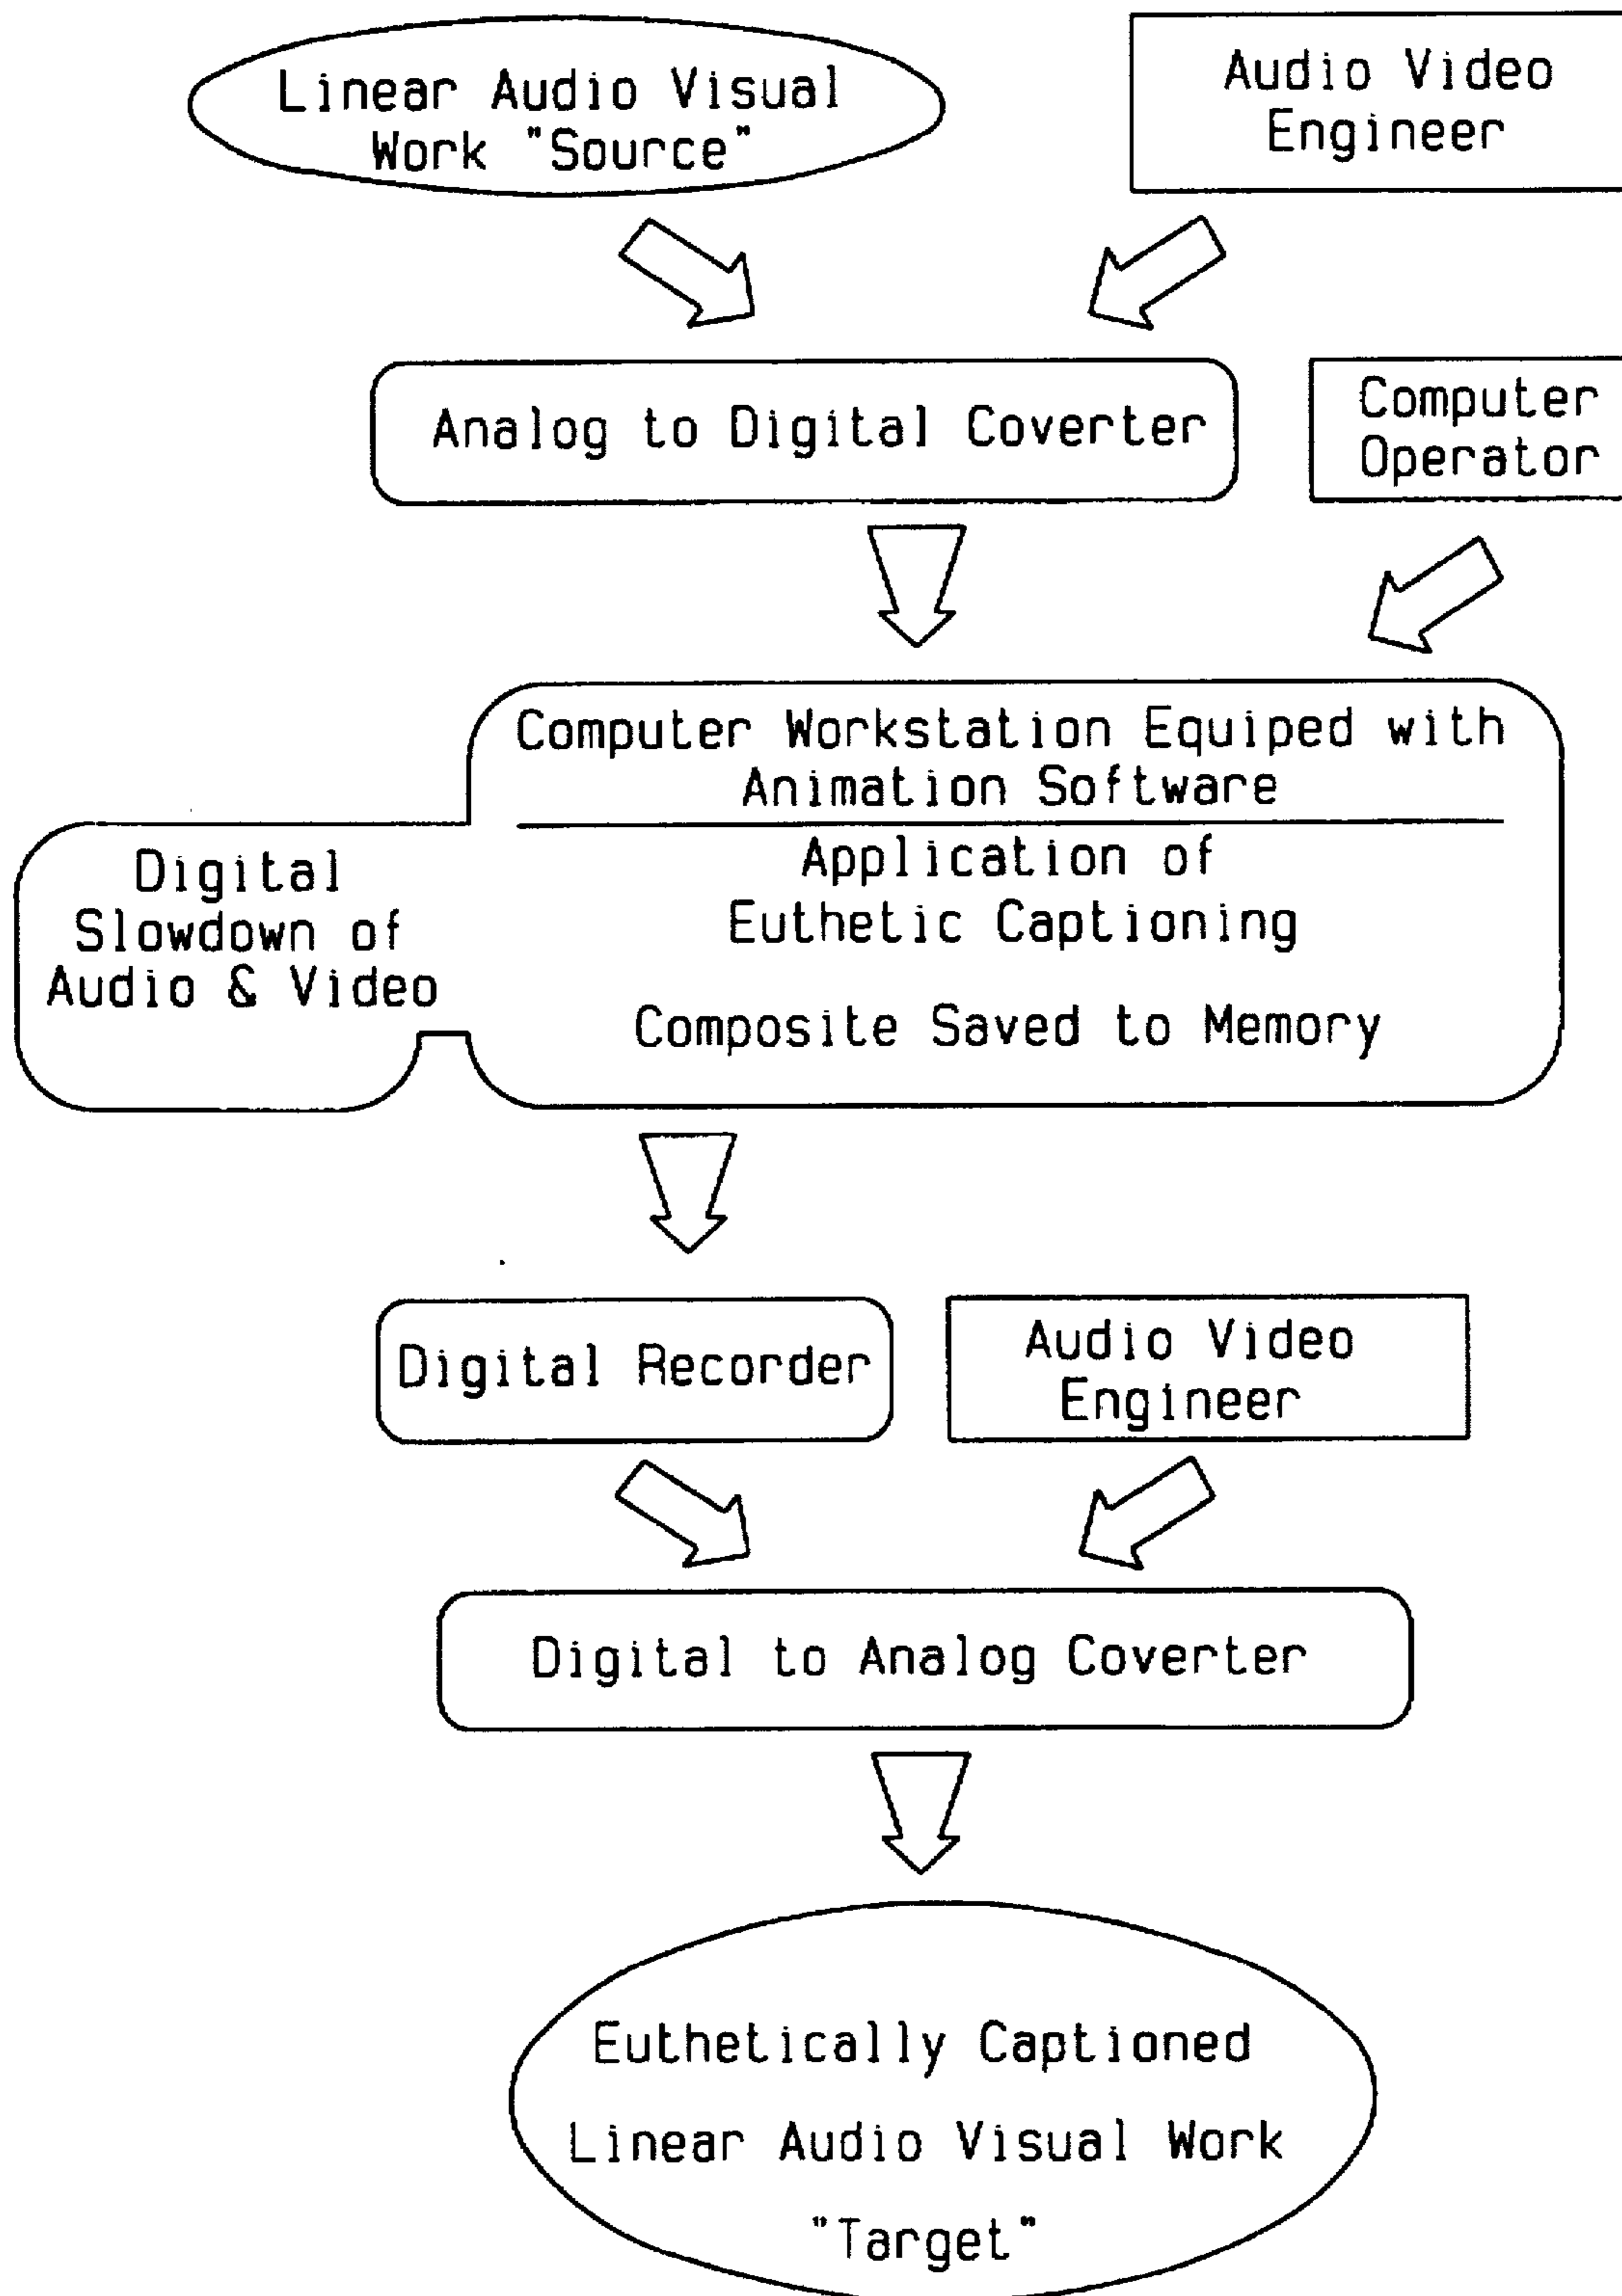 Linear Audio Visual
Work "Source"
Audio Video
Engineer
Analog to Digital Coverter
Computer
Operator
Computer Workstation Equiped with
Animation Software
Digital
Slowdown of
Audio & Video
Application of
Euthetic Captioning
Composite Saved to Memory
Digital Recorder
Audio Video
Engineer
Digital to Analog Coverter
Euthetically Captioned
Linear Audio Visual Work
"Target"